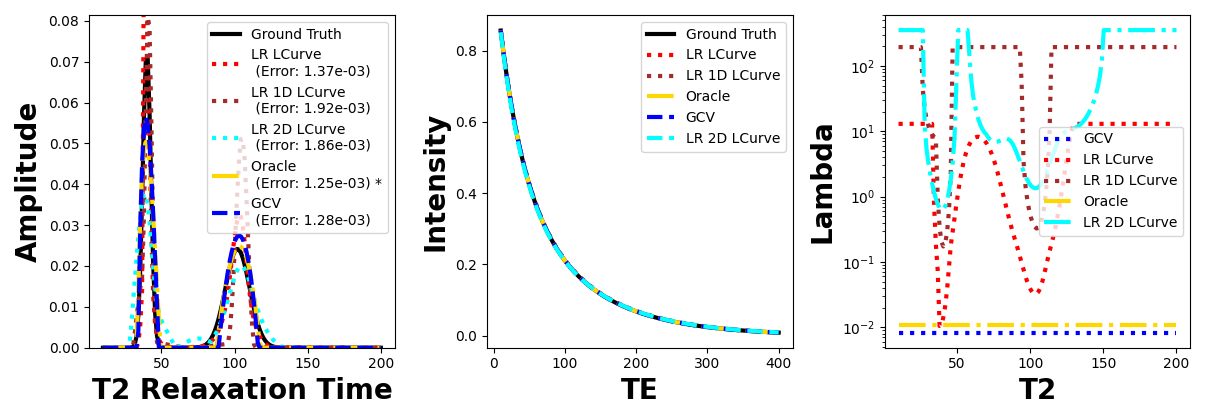 0.08
0.07
0.06
0.05
0.04
0.03
0.02
0.01
0.00
Amplitude
50
100
150
200
T2 Relaxation Time
Ground Truth
LR LCurve
(Error: 1.37e-03)
LR 1D LCurve
(Error: 1.92e-03)
LR 2D LCurve
(Error: 1.86e-03)
Oracle
(Error: 1.25e-03) *
GCV
(Error: 1.28e-03)
0.8
0.6
0.4
0.2
0.0
Intensity
0
100
200
300
400
TE
Ground Truth
LR LCurve
LR 1D LCurve
Oracle
GCV
LR 2D LCurve
10²
10¹
10⁰
10⁻¹
10⁻²
Lambda
50
100
150
200
T2
GCV
LR LCurve
LR 1D LCurve
Oracle
LR 2D LCurve